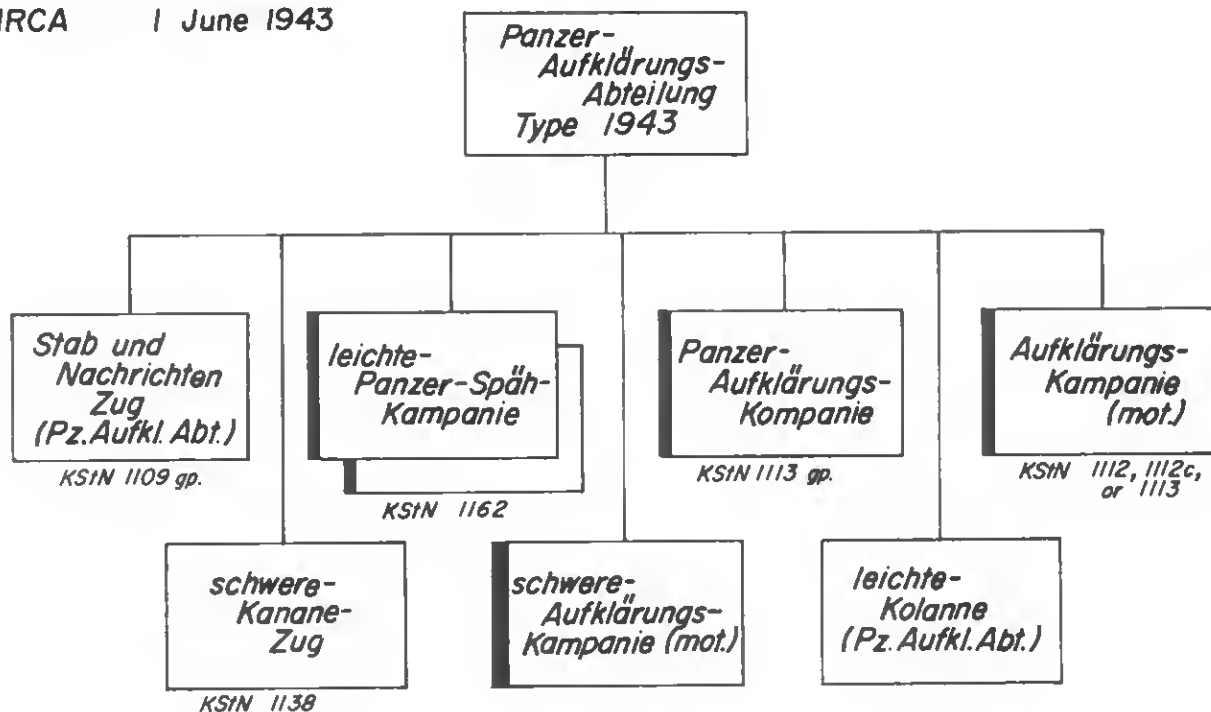 IRCA 1 June 1943
Panzer-
Aufklärungs-
Abteilung
Type 1943
Stab und
Nachrichten
Zug
(Pz.Aufkl. Abt.)
KStN 1109 gp.
leichte-
Panzer-Späh-
Kampanie
KStN 1162
Panzer-
Aufklärungs-
Kompanie
KStN 1113 gp.
Aufklärungs-
Kampanie
(mot.)
KStN 1112, 1112c,
or 1113
schwere-
Kanane-
Zug
KStN 1138
schwere-
Aufklärungs-
Kampanie (mot.)
leichte-
Kolanne
(Pz.Aufkl.Abt.)